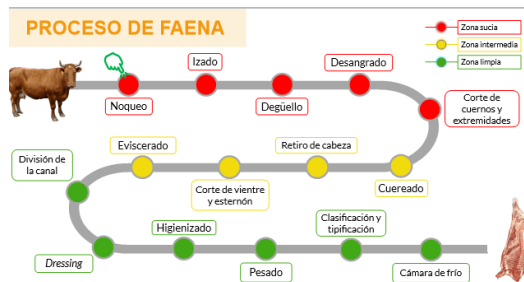 PROCESO DE FAENA
Zona sucia
Zona intermedia
Zona limpia
Noqueo
Izado
Degüello
Desangrado
Corte de
cuernos y
extremidades
Cuereado
Retiro de cabeza
Corte de vientre
y esternón
Eviscerado
División de
la canal
Dressing
Higienizado
Pesado
Clasificación y
tipificación
Cámara de frío